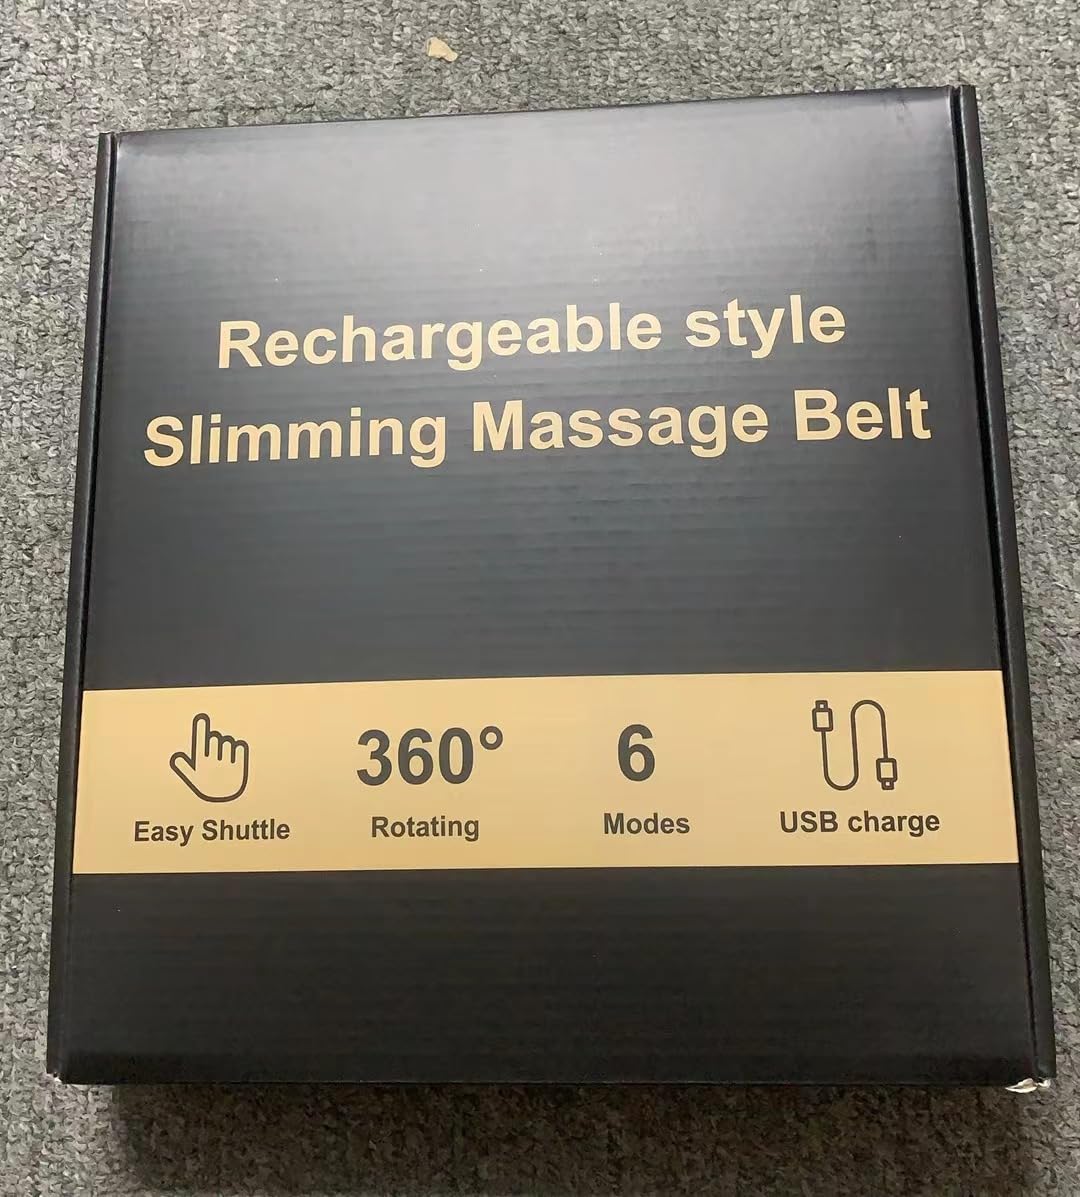 Rechargeable style
Slimming Massage Belt
360° 6
Easy Shuttle Rotating Modes USB charge